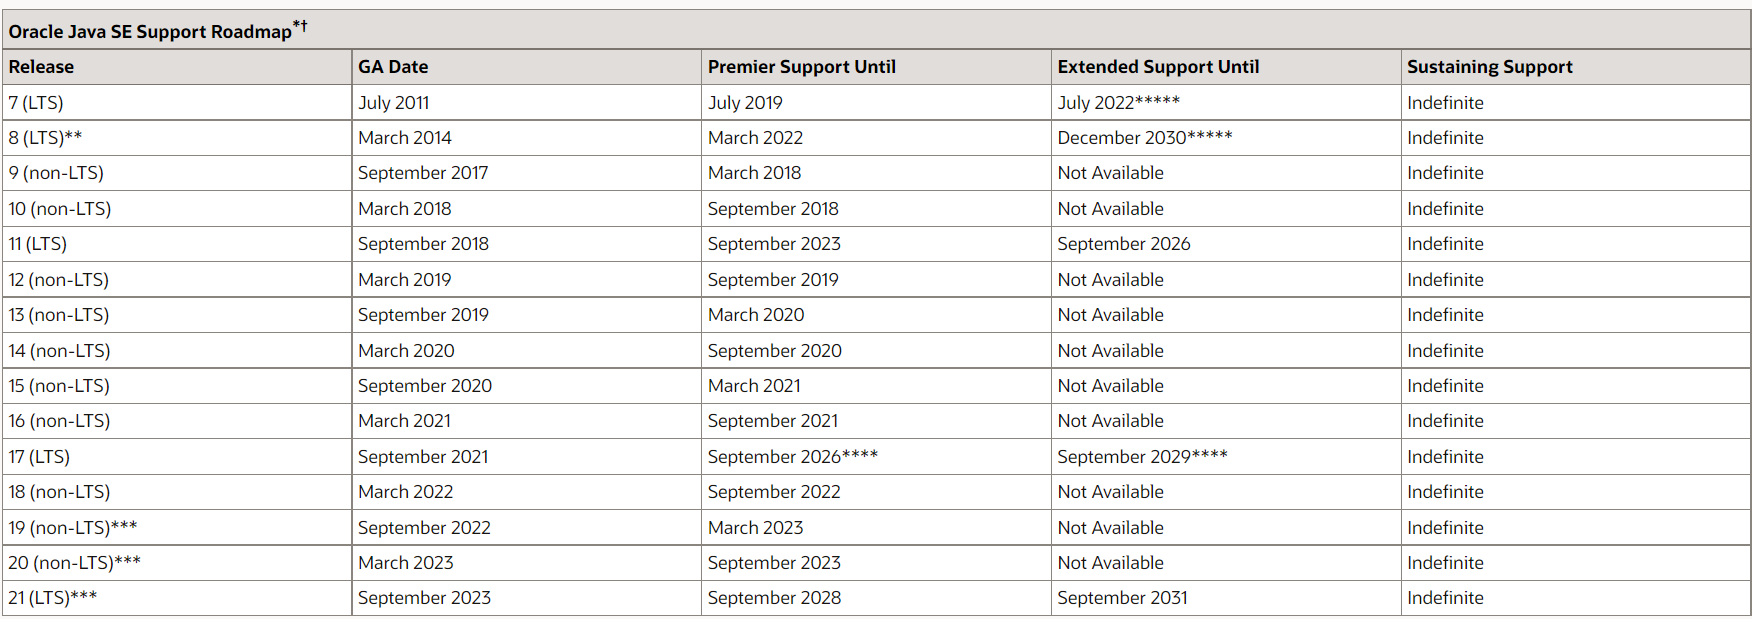 Oracle Java SE Support Roadmap*†
Release GA Date Premier Support Until Extended Support Until Sustaining Support
7 (LTS) July 2011 July 2019 July 2022***** Indefinite
8 (LTS)** March 2014 March 2022 December 2030***** Indefinite
9 (non-LTS) September 2017 March 2018 Not Available Indefinite
10 (non-LTS) March 2018 September 2018 Not Available Indefinite
11 (LTS) September 2018 September 2023 September 2026 Indefinite
12 (non-LTS) March 2019 September 2019 Not Available Indefinite
13 (non-LTS) September 2019 March 2020 Not Available Indefinite
14 (non-LTS) March 2020 September 2020 Not Available Indefinite
15 (non-LTS) September 2020 March 2021 Not Available Indefinite
16 (non-LTS) March 2021 September 2021 Not Available Indefinite
17 (LTS) September 2021 September 2026**** September 2029**** Indefinite
18 (non-LTS) March 2022 September 2022 Not Available Indefinite
19 (non-LTS)*** September 2022 March 2023 Not Available Indefinite
20 (non-LTS)*** March 2023 September 2023 Not Available Indefinite
21 (LTS)*** September 2023 September 2028 September 2031 Indefinite